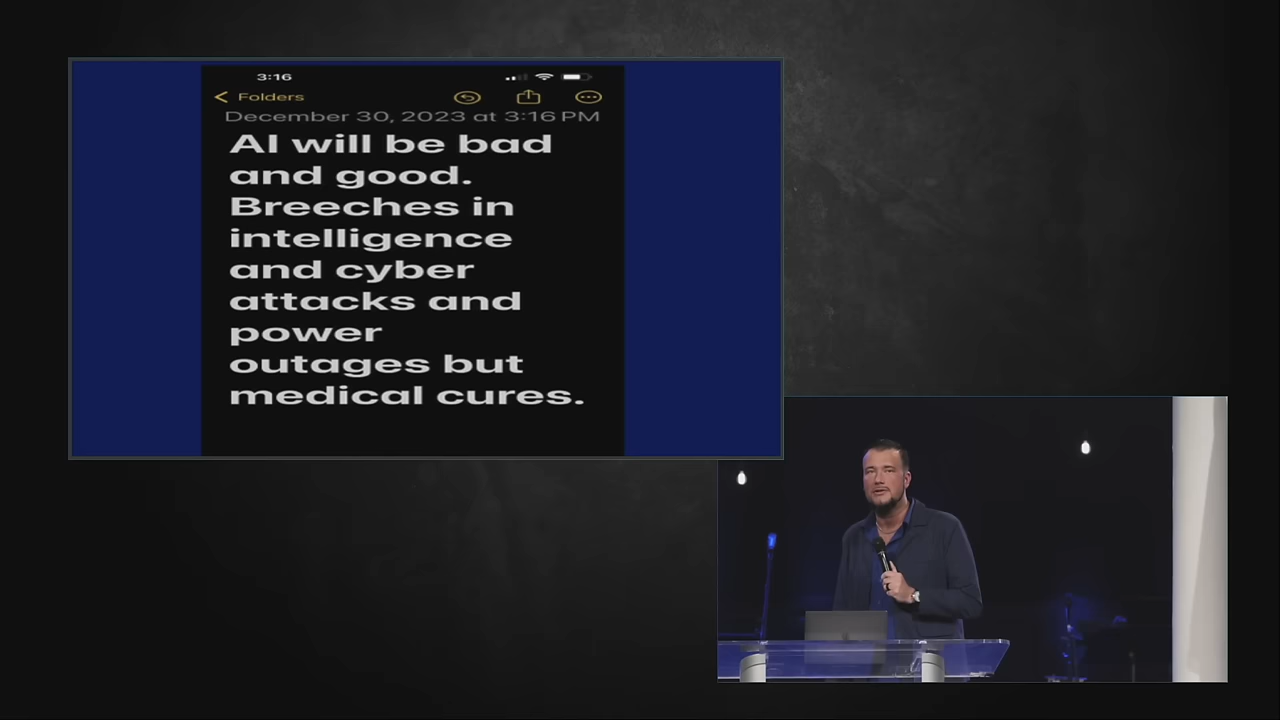 3:16
Folders
December 30, 2023 at 3:16 PM
AI will be bad
and good.
Breeches in
intelligence
and cyber
attacks and
power
outages but
medical cures.